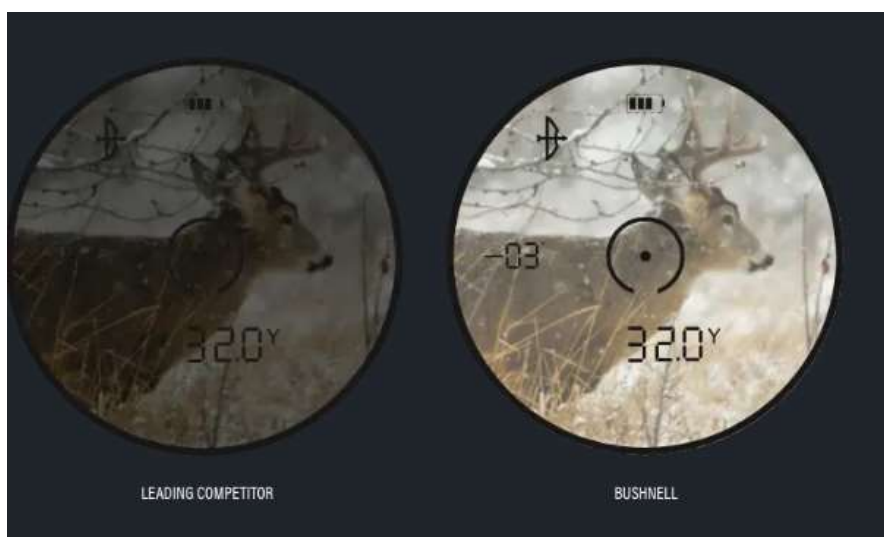 32.0Y
LEADING COMPETITOR
-03
32.0Y
BUSHNELL